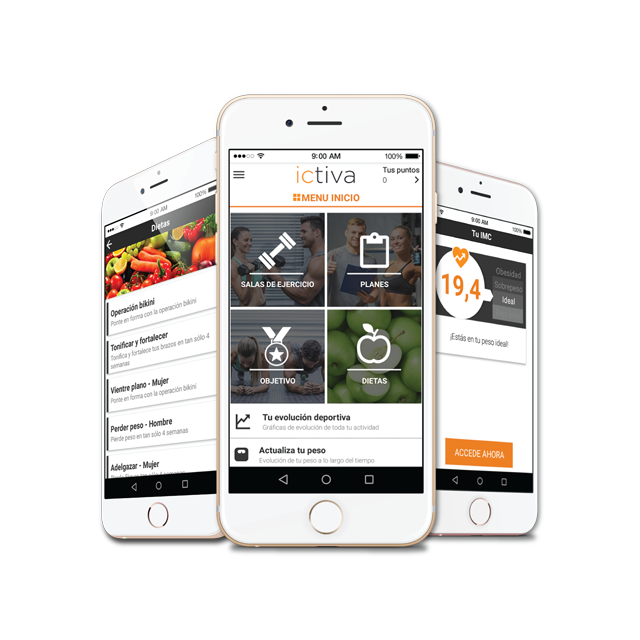 9:00 AM
100%
Dietas
Operación bikini
Ponte en forma con la operación bikini
Tonificar y fortalecer
Tonifica y fortalece tus brazos en tan sólo 4
semanas
Vientre plano - Mujer
Ponte en forma con la operación bikini
Perder peso - Hombre
Perder peso en tan sólo 4 semanas
Adelgazar - Mujer
9:00 AM
100%
ictiva
Tus puntos
0
MENU INICIO
SALAS DE EJERCICIO
PLANES
OBJETIVO
DIETAS
Tu evolución deportiva
Gráficas de evolución de toda tu actividad
Actualiza tu peso
Evolución de tu peso a lo largo del tiempo
9:00 AM
100%
Tu IMC
19,4
Obesidad
Sobrepeso
Ideal
¡Estás en tu peso ideal!
ACCEDE AHORA